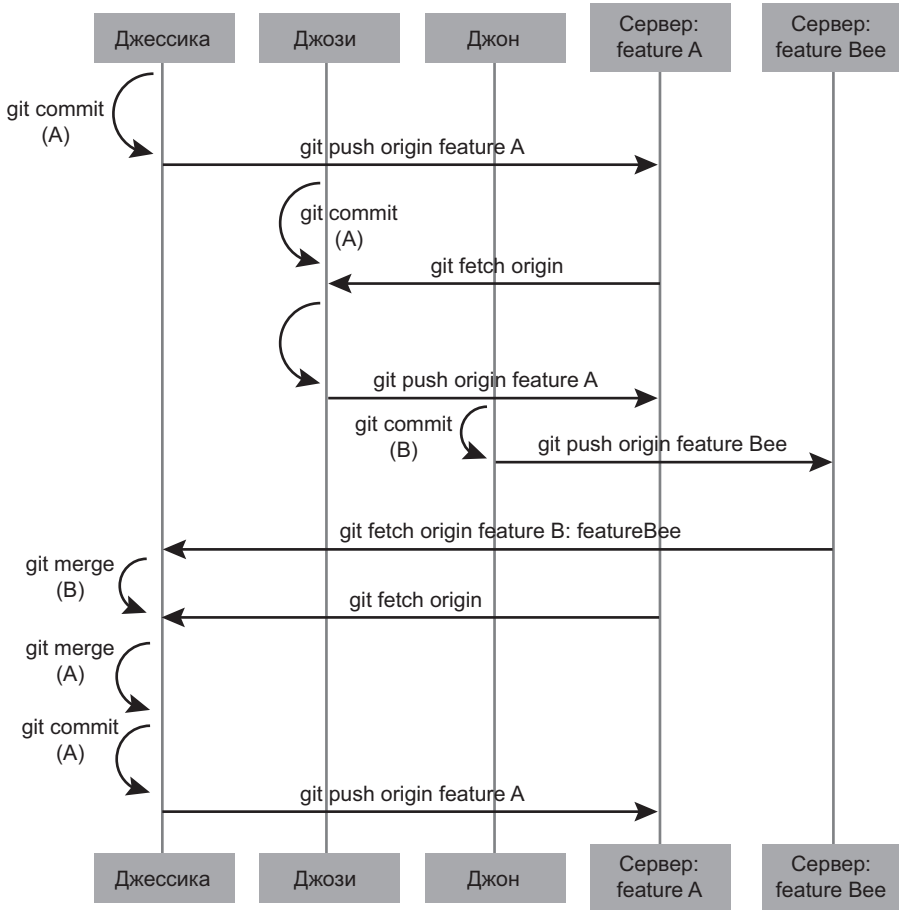 Джессика
Джози
Джон
Сервер:
feature A
Сервер:
feature Bee
git commit
(A)
git push origin feature A
git commit
(A)
git fetch origin
git push origin feature A
git commit
(B)
git push origin feature Bee
git fetch origin feature B: featureBee
git merge
(B)
git fetch origin
git merge
(A)
git commit
(A)
git push origin feature A
Джессика
Джози
Джон
Сервер:
feature A
Сервер:
feature Bee